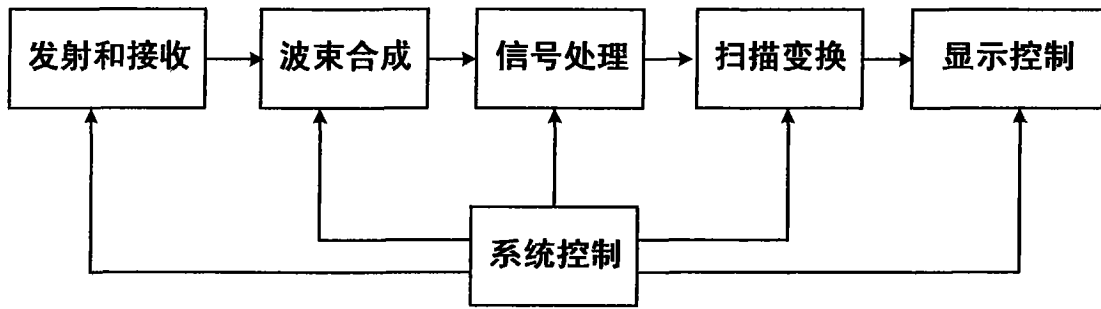 发射和接收
波束合成
信号处理
扫描变换
显示控制
系统控制